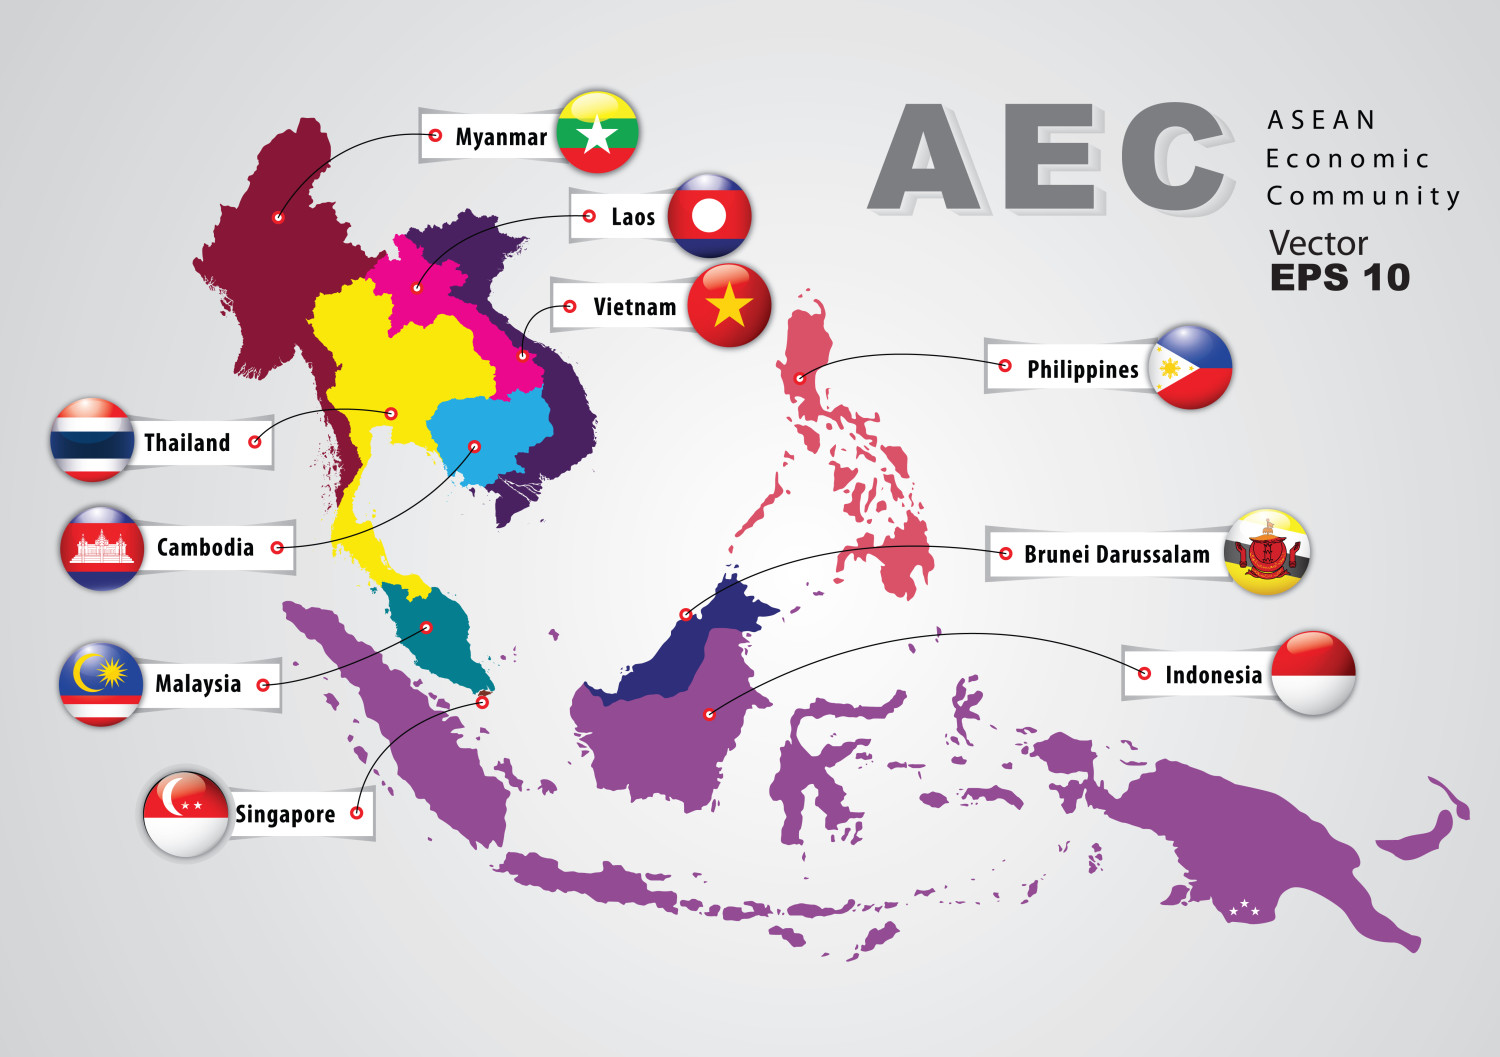 AEC
ASEAN
Economic
Community
Vector
EPS 10
Myanmar
Laos
Vietnam
Philippines
Thailand
Cambodia
Brunei Darussalam
Malaysia
Indonesia
Singapore